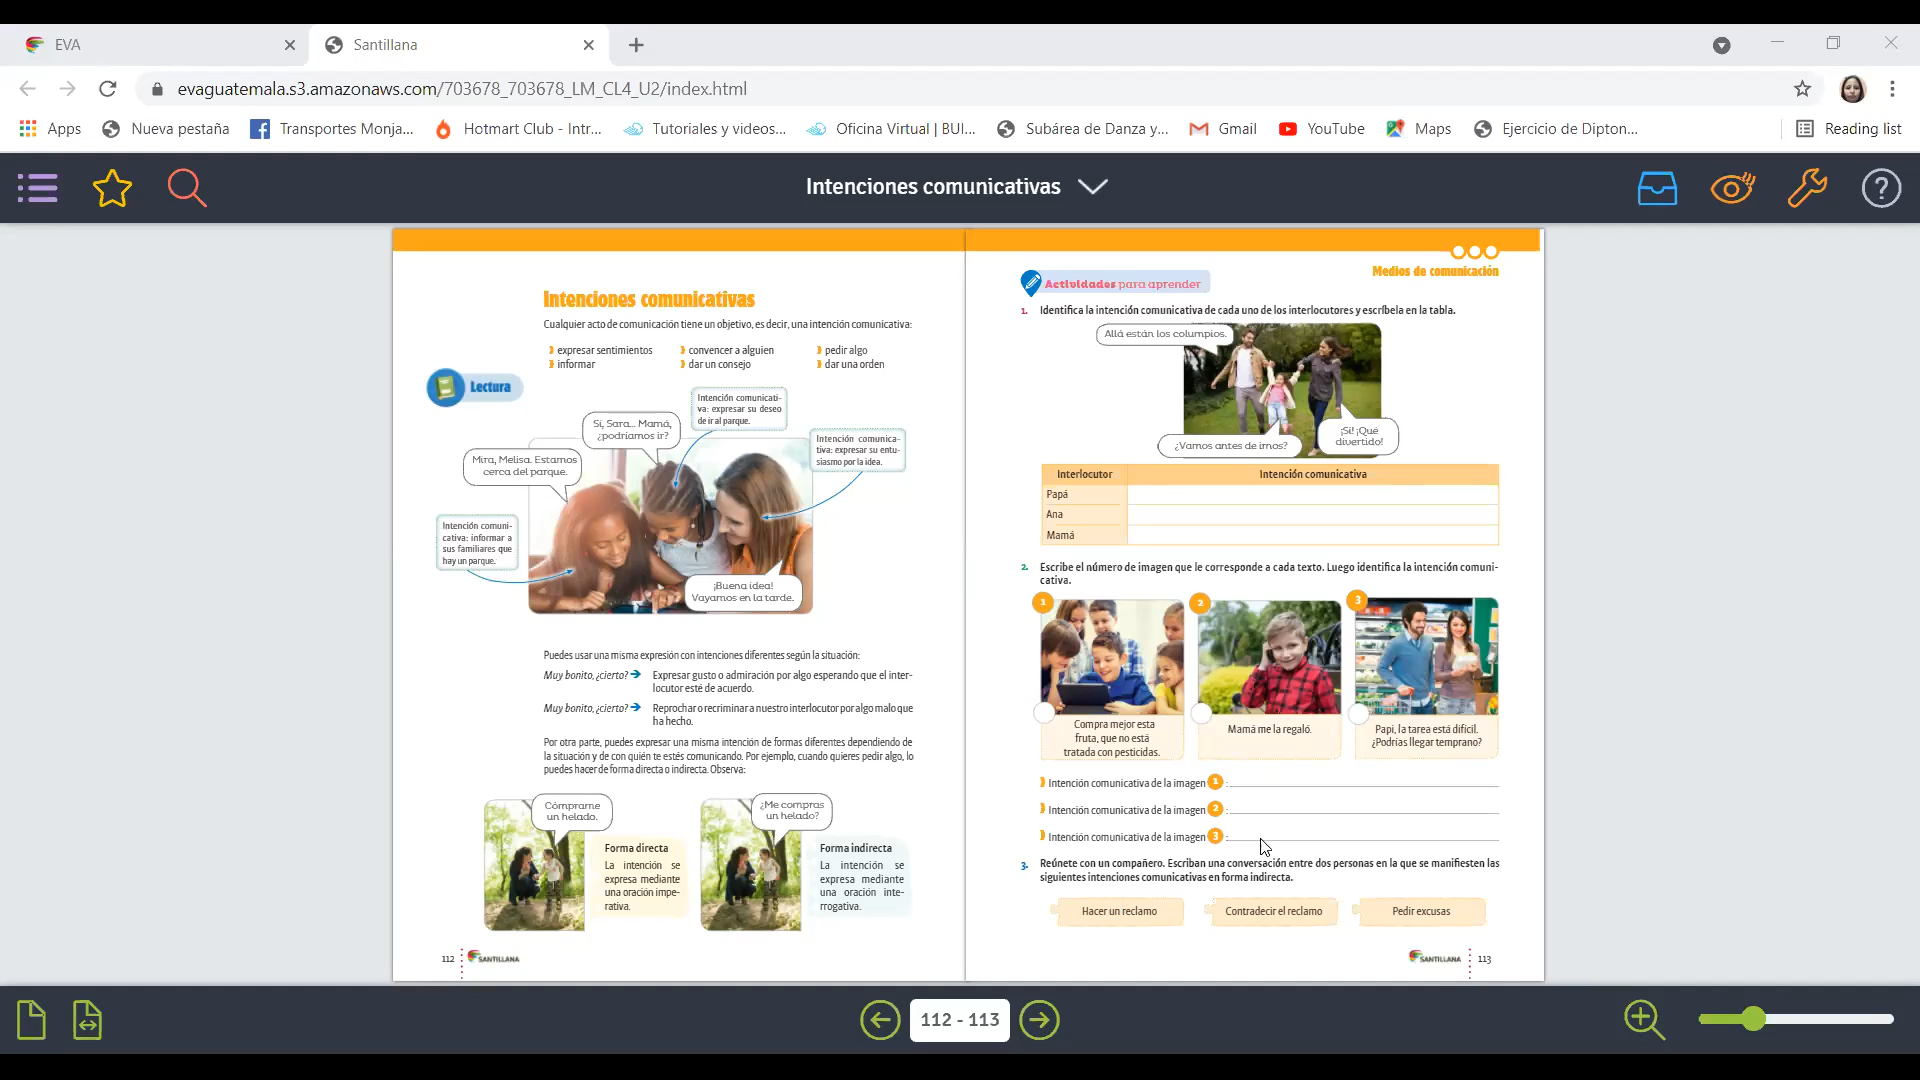 EVA
Santillana
evaguatemala.s3.amazonaws.com/703678_703678_LM_CL4_U2/index.html
Apps
Nueva pestaña
Transportes Monja...
Hotmart Club - Intr...
Tutoriales y videos...
Oficina Virtual | BUI...
Subárea de Danza y...
Gmail
YouTube
Maps
Ejercicio de Dipton...
Reading list
Intenciones comunicativas
Intenciones comunicativas
Cualquier acto de comunicación tiene un objetivo, es decir, una intención comunicativa:
expresar sentimientos
convencer a alguien
pedir algo
informar
dar un consejo
dar una orden
Lectura
Intención comunicati-
va: expresar su deseo
de ir al parque.
Sí, Sara... Mamá,
¿podríamos ir?
Intención comunica-
tiva: expresar su entu-
siasmo por la idea.
Mira, Melisa. Estamos
cerca del parque.
Intención comuni-
cativa: informar a
sus familiares que
hay un parque.
¡Buena idea!
Vayamos en la tarde.
Puedes usar una misma expresión con intenciones diferentes según la situación:
Muy bonito, ¿cierto?
Expresar gusto o admiración por algo esperando que el inter-
locutor esté de acuerdo.
Muy bonito, ¿cierto?
Reprochar o recriminar a nuestro interlocutor por algo malo que
ha hecho.
Por otra parte, puedes expresar una misma intención de formas diferentes dependiendo de
la situación y de con quién te estés comunicando. Por ejemplo, cuando quieres pedir algo, lo
puedes hacer de forma directa o indirecta. Observa:
Cómprame
un helado.
Forma directa
La intención se
expresa mediante
una oración impe-
rativa.
¿Me compras
un helado?
Forma indirecta
La intención se
expresa mediante
una oración inte-
rrogativa.
112
SANTILLANA
Medios de comunicación
Actividades para aprender
1. Identifica la intención comunicativa de cada uno de los interlocutores y escríbela en la tabla.
Allá están los columpios.
¿Vamos antes de irnos?
¡Sí! ¡Qué
divertido!
Interlocutor
Intención comunicativa
Papá
Ana
Mamá
2. Escribe el número de imagen que le corresponde a cada texto. Luego identifica la intención comuni-
cativa.
1
2
3
Compra mejor esta
fruta, que no está
tratada con pesticidas.
Mamá me la regaló.
Papi, la tarea está difícil.
¿Podrías llegar temprano?
Intención comunicativa de la imagen 1 :
Intención comunicativa de la imagen 2 :
Intención comunicativa de la imagen 3 :
3. Reúnete con un compañero. Escriban una conversación entre dos personas en la que se manifiesten las
siguientes intenciones comunicativas en forma indirecta.
Hacer un reclamo
Contradecir el reclamo
Pedir excusas
SANTILLANA
113
112 - 113